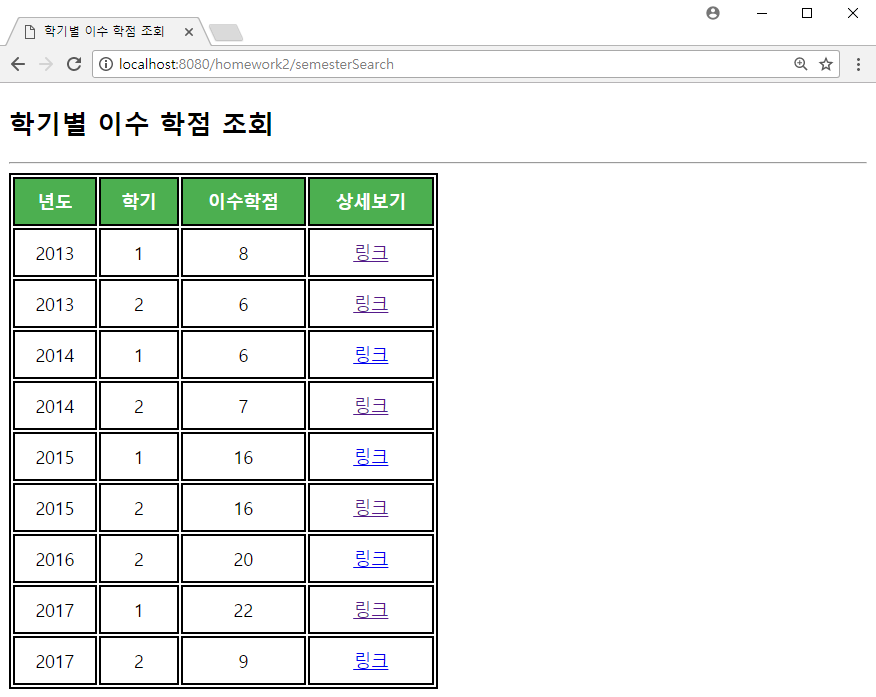 학기별 이수 학점 조회
localhost:8080/homework2/semesterSearch
학기별 이수 학점 조회
년도 학기 이수학점 상세보기
2013 1 8 링크
2013 2 6 링크
2014 1 6 링크
2014 2 7 링크
2015 1 16 링크
2015 2 16 링크
2016 2 20 링크
2017 1 22 링크
2017 2 9 링크